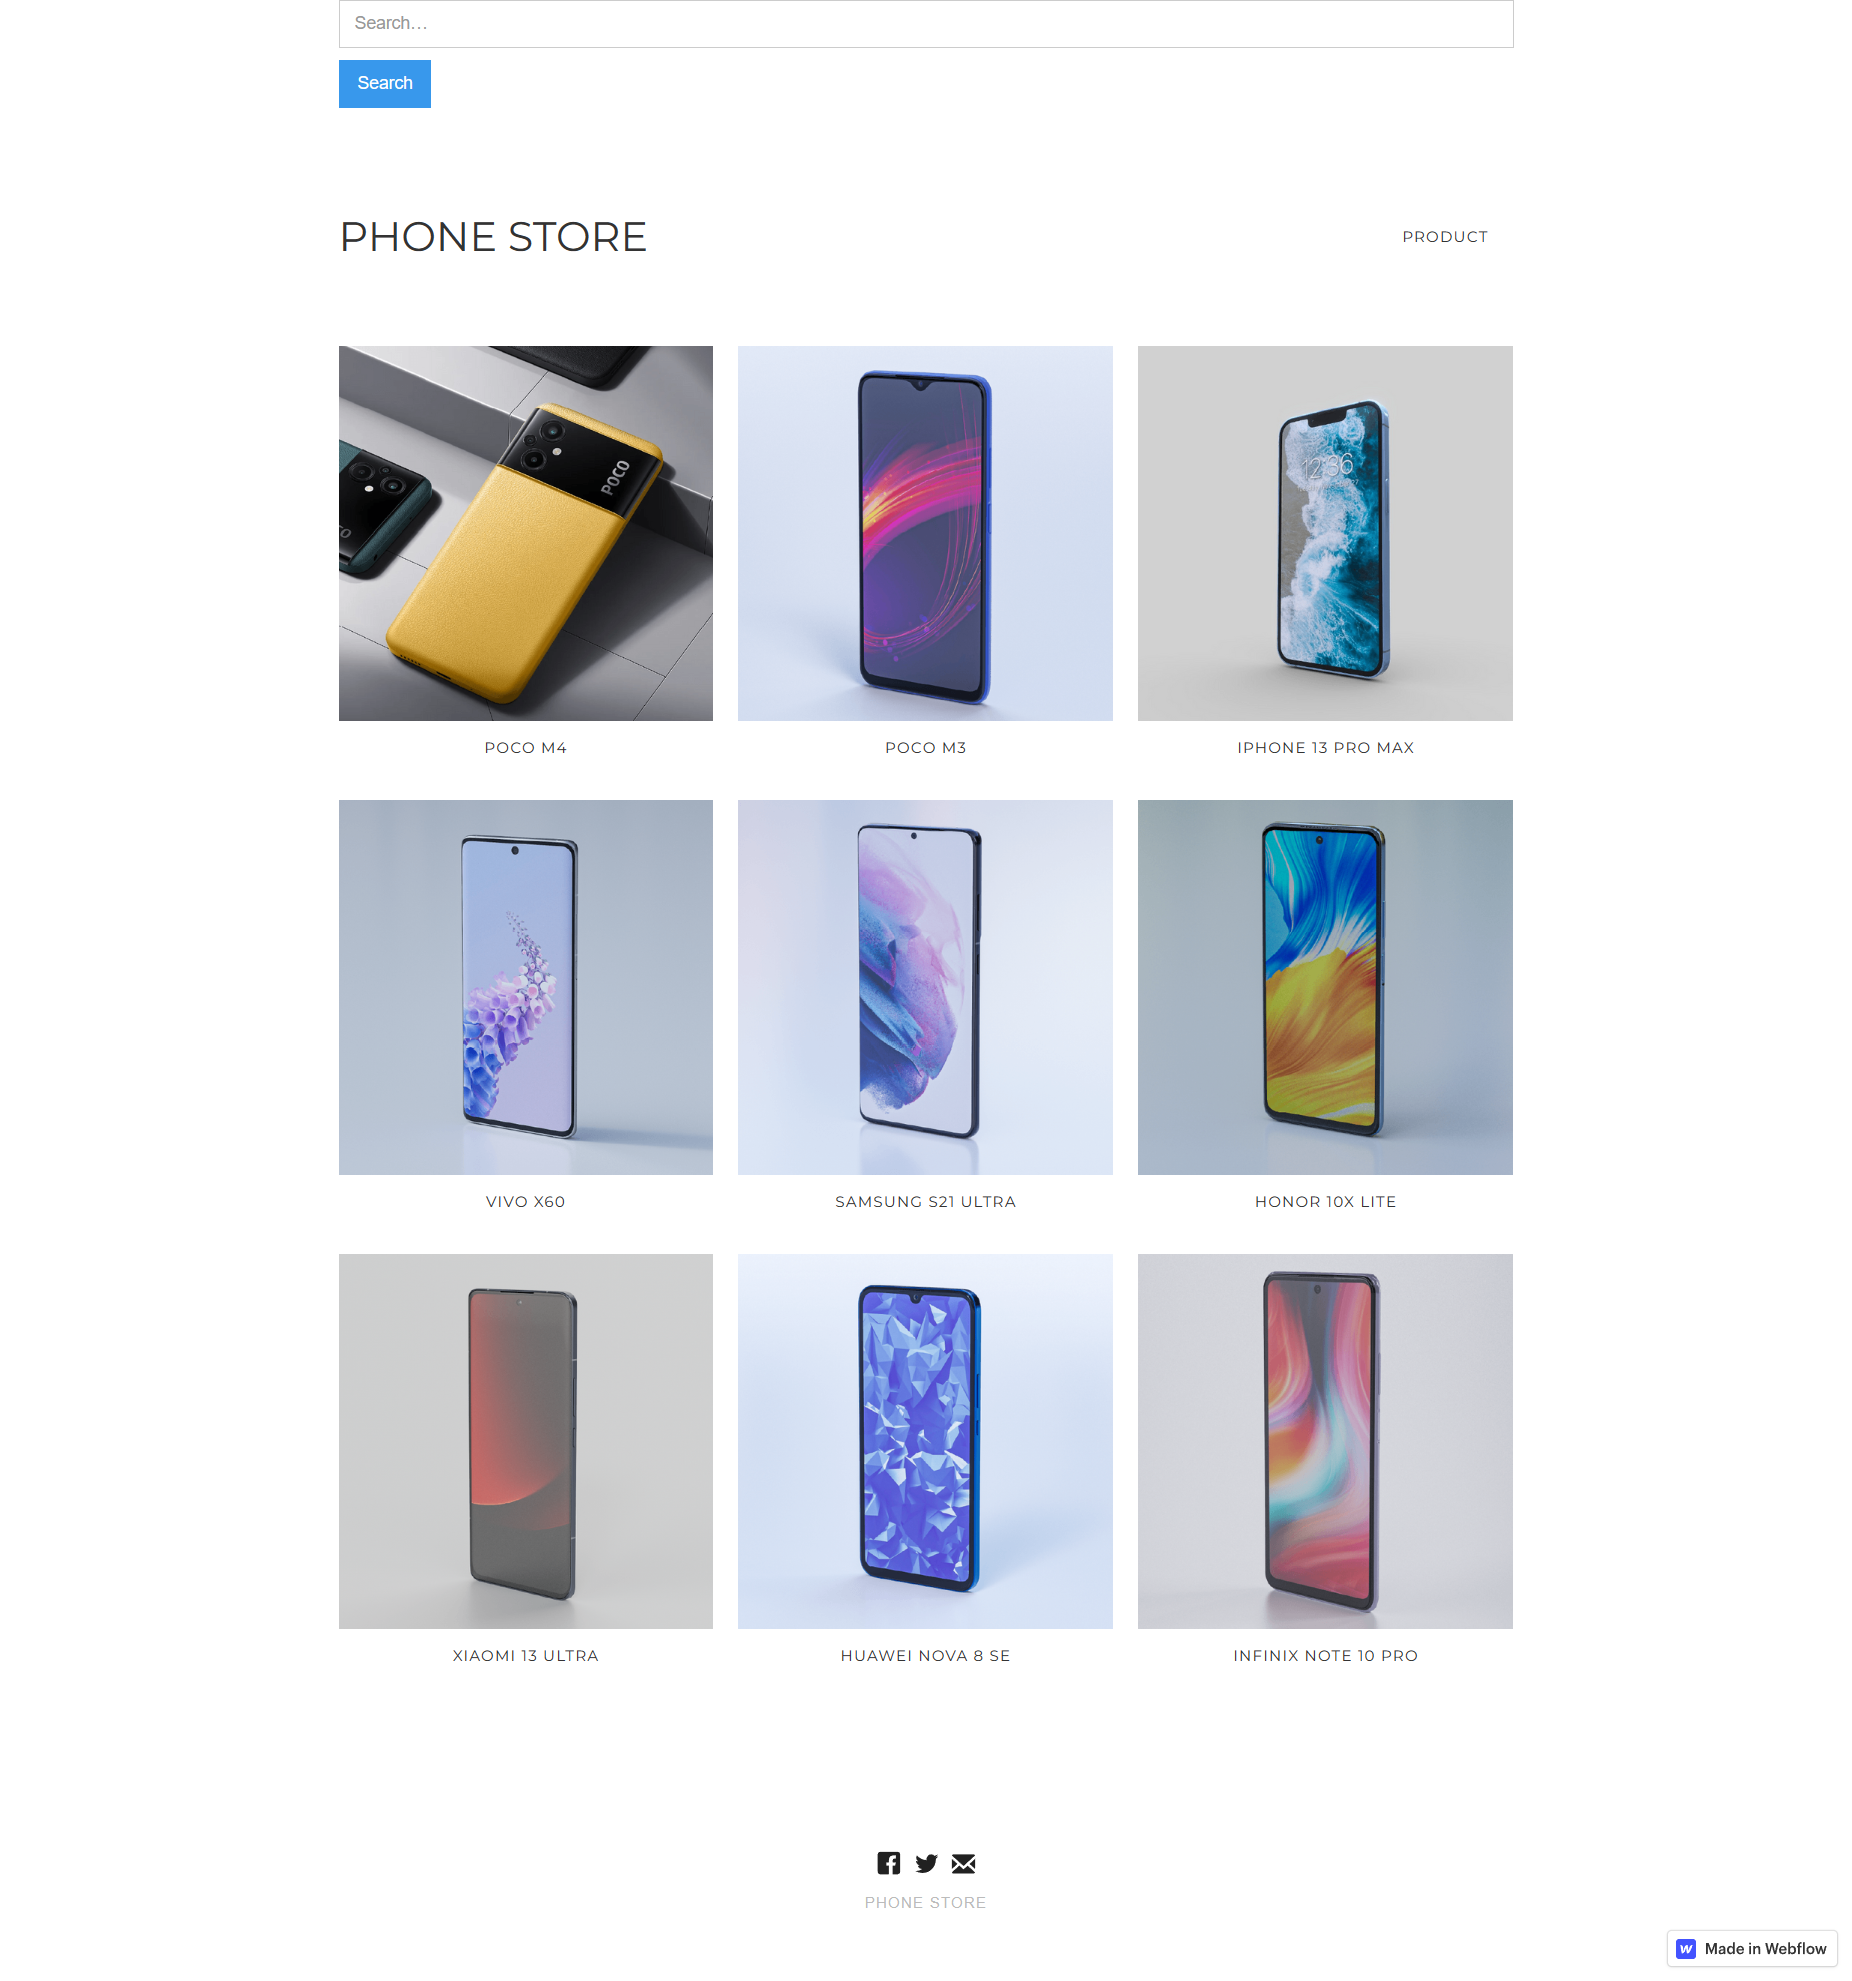 Search…
Search
PHONE STORE
PRODUCT
POCO
CO
12:36
POCO M4
POCO M3
IPHONE 13 PRO MAX
VIVO X60
SAMSUNG S21 ULTRA
HONOR 10X LITE
XIAOMI 13 ULTRA
HUAWEI NOVA 8 SE
INFINIX NOTE 10 PRO
PHONE STORE
Made in Webflow